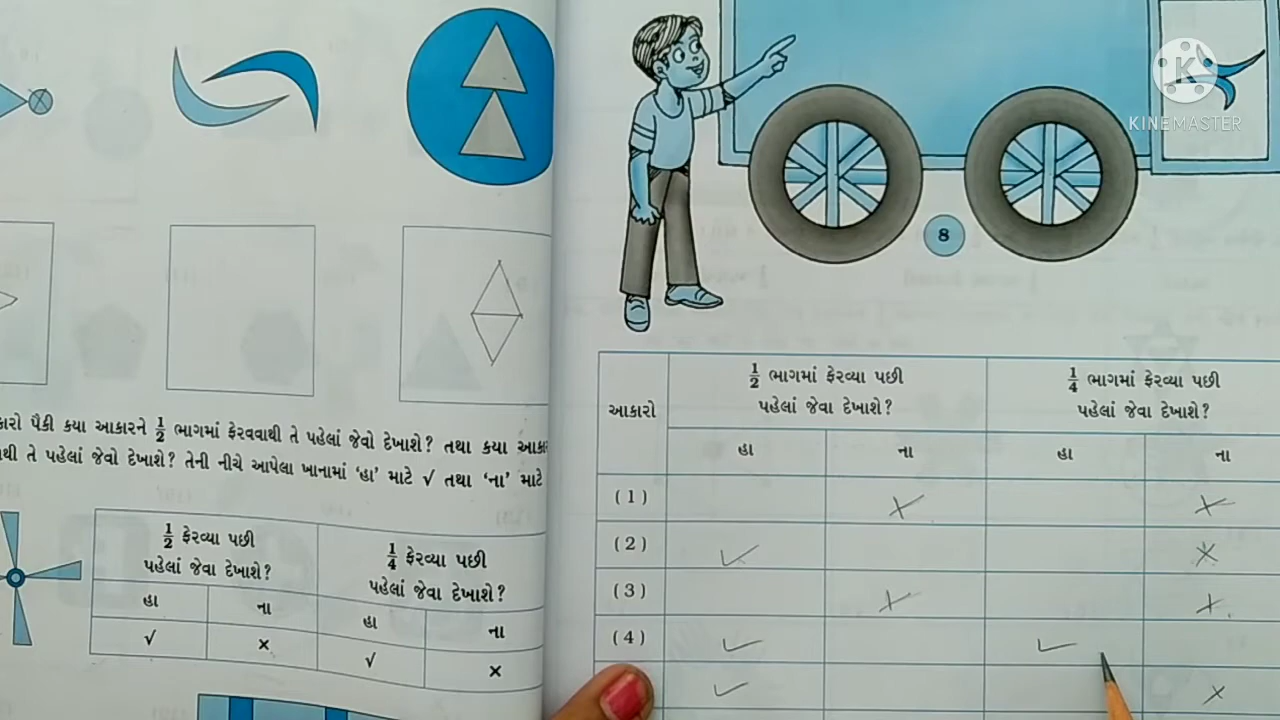 કારો પૈકી કયા આકારને 1/2 ભાગમાં ફેરવવાથી તે પહેલાં જેવો દેખાશે? તથા કયા
થી તે પહેલાં જેવો દેખાશે? તેની નીચે આપેલા ખાનામાં ‘હા’ માટે √ તથા ‘ના’ માટે
1/2 ફેરવ્યા પછી
પહેલાં જેવા દેખાશે?
1/4 ફેરવ્યા પછી
પહેલાં જેવા દેખાશે?
હા ના હા ના
√ × √ ×
K
KINEMASTER
8
આકારો
1/2 ભાગમાં ફેરવ્યા પછી
પહેલાં જેવા દેખાશે?
1/4 ભાગમાં ફેરવ્યા પછી
પહેલાં જેવા દેખાશે?
હા ના હા ના
(1) × ×
(2) ✓ ×
(3) × ×
(4) ✓ ✓
✓ ×